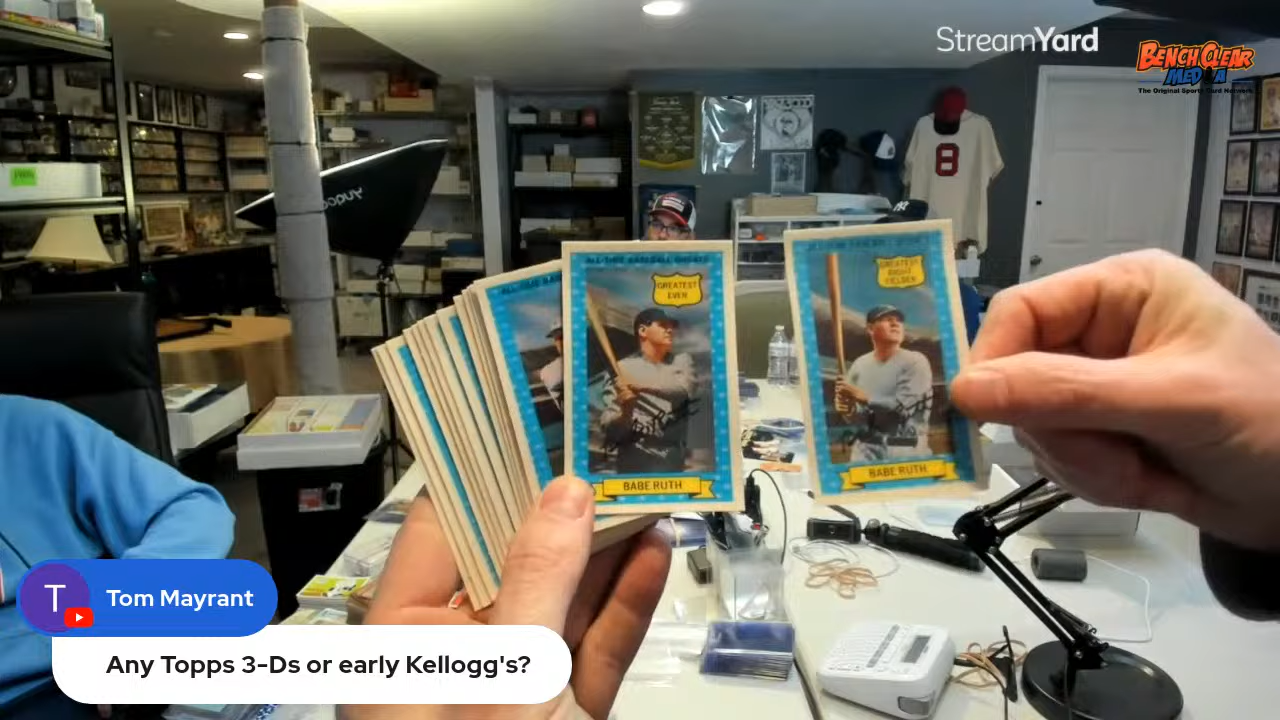 StreamYard
BENCH CLEAR
MEDIA
The Original Sports Card Network
8
ALL-TIME BASEBALL GREATS
GREATEST
EVER
BABE RUTH
GREATEST
RIGHT
FIELDER
BABE RUTH
T
Tom Mayrant
Any Topps 3-Ds or early Kellogg's?